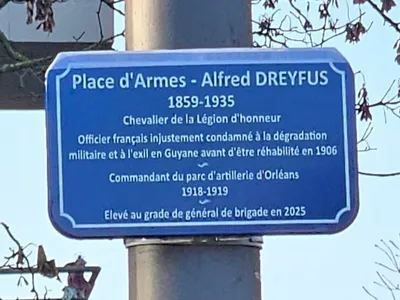 Place d'Armes - Alfred DREYFUS
1859-1935
Chevalier de la Légion d'honneur
Officier français injustement condamné à la dégradation
militaire et à l'exil en Guyane avant d'être réhabilité en 1906
Commandant du parc d'artillerie d'Orléans
1918-1919
Elevé au grade de général de brigade en 2025